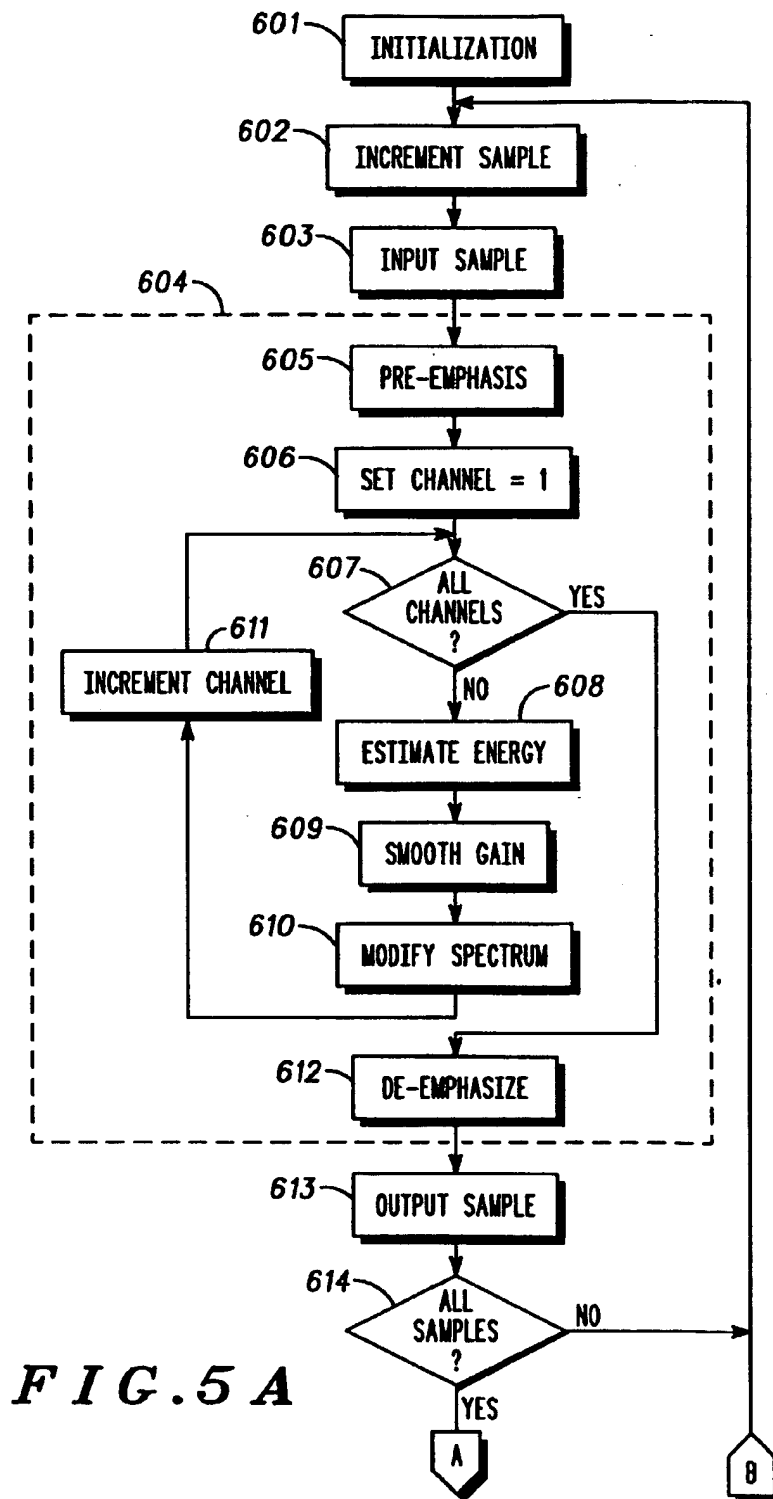 601
INITIALIZATION
602
INCREMENT SAMPLE
603
INPUT SAMPLE
604
605
PRE-EMPHASIS
606
SET CHANNEL = 1
607
ALL
CHANNELS
?
YES
611
INCREMENT CHANNEL
NO
608
ESTIMATE ENERGY
609
SMOOTH GAIN
610
MODIFY SPECTRUM
612
DE-EMPHASIZE
613
OUTPUT SAMPLE
614
ALL
SAMPLES
?
NO
YES
FIG.5A
A
B